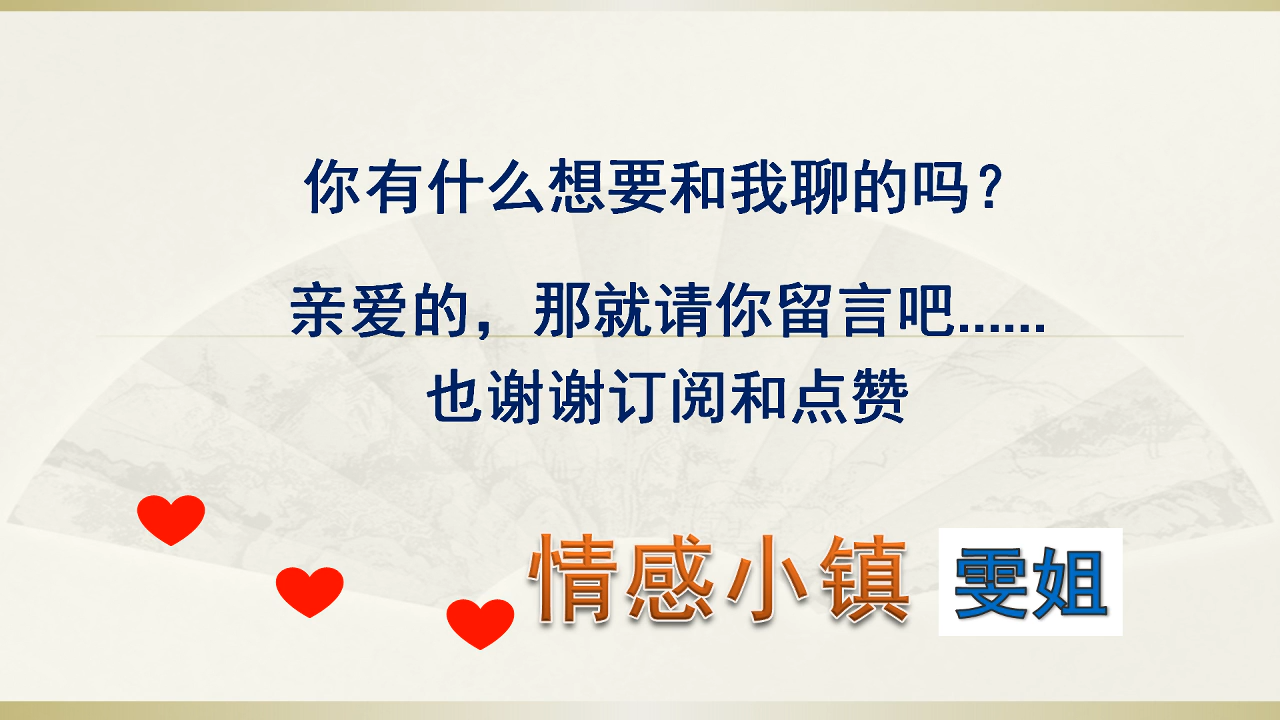 你有什么想要和我聊的吗？
亲爱的，那就请你留言吧......
也谢谢订阅和点赞
情感小镇 雯姐